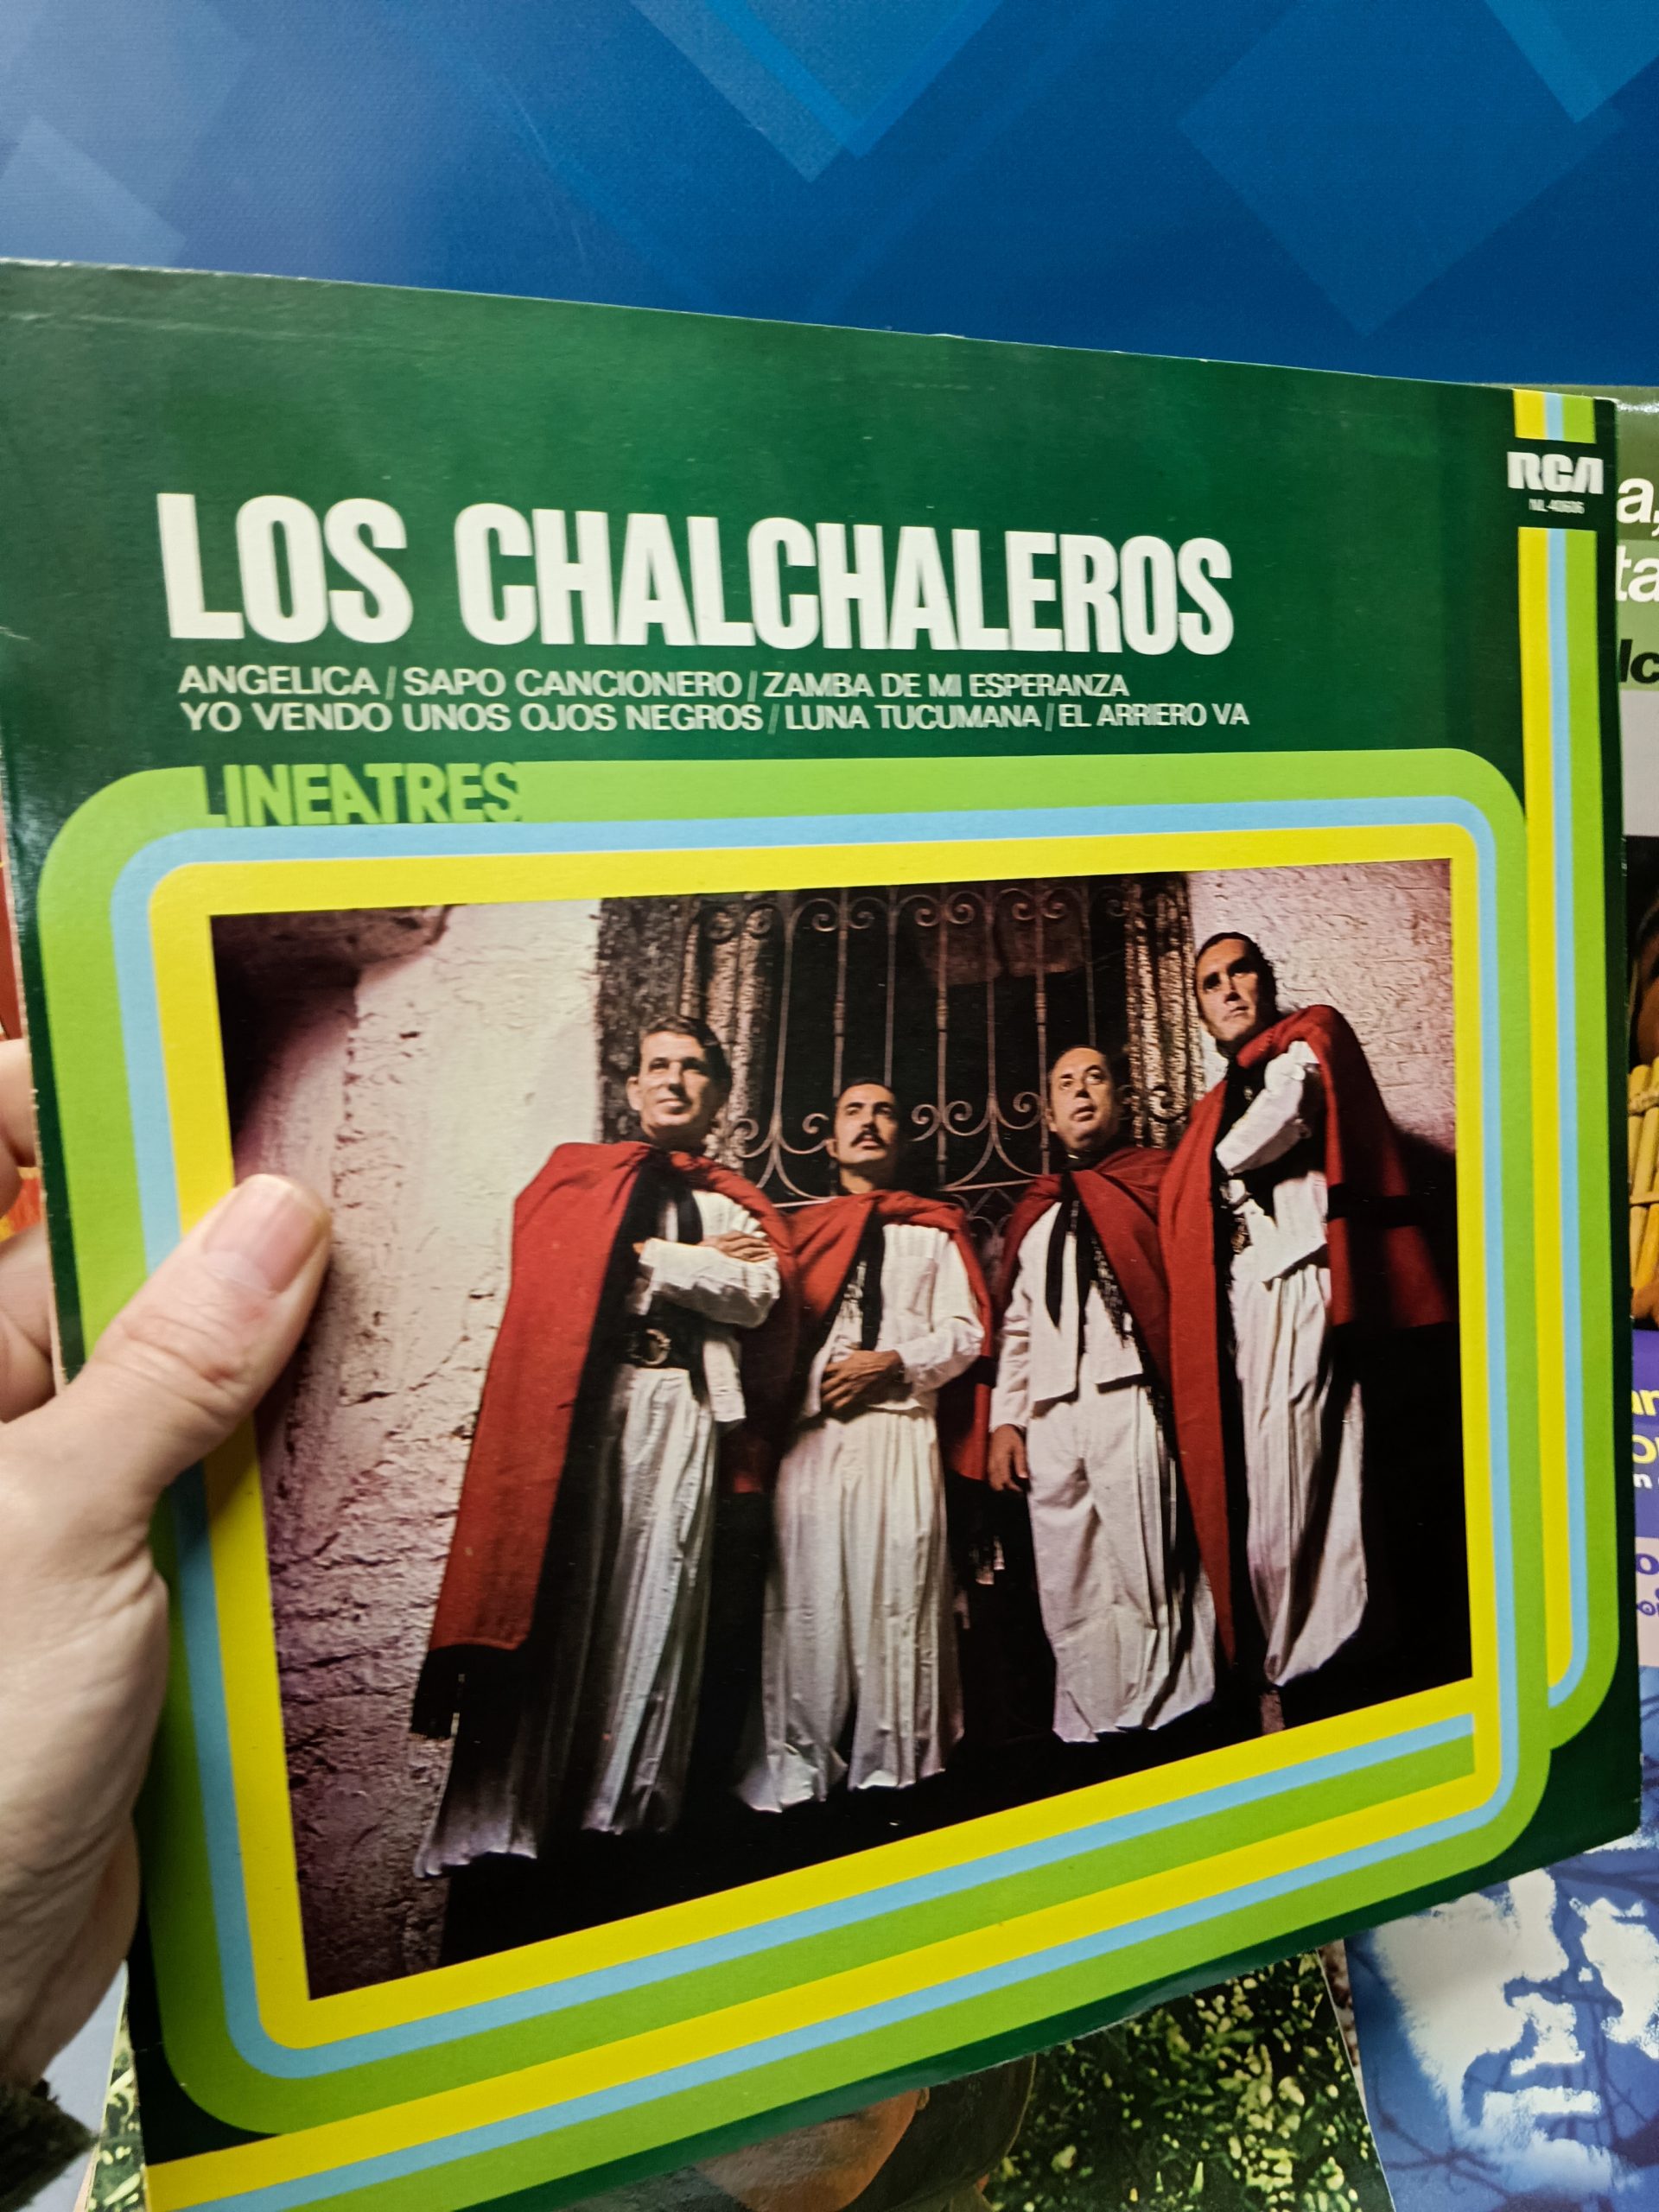 RCA
LOS CHALCHALEROS
ANGELICA / SAPO CANCIONERO / ZAMBA DE MI ESPERANZA
YO VENDO UNOS OJOS NEGROS / LUNA TUCUMANA / EL ARRIERO VA
LINEATRES